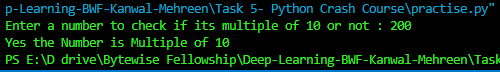 p-Learning-BWF-Kanwal-Mehreen\Task 5- Python Crash Course\practise.py"
Enter a number to check if its multiple of 10 or not : 200
Yes the Number is Multiple of 10
PS E:\D drive\Bytewise Fellowship\Deep-Learning-BWF-Kanwal-Mehreen\Task